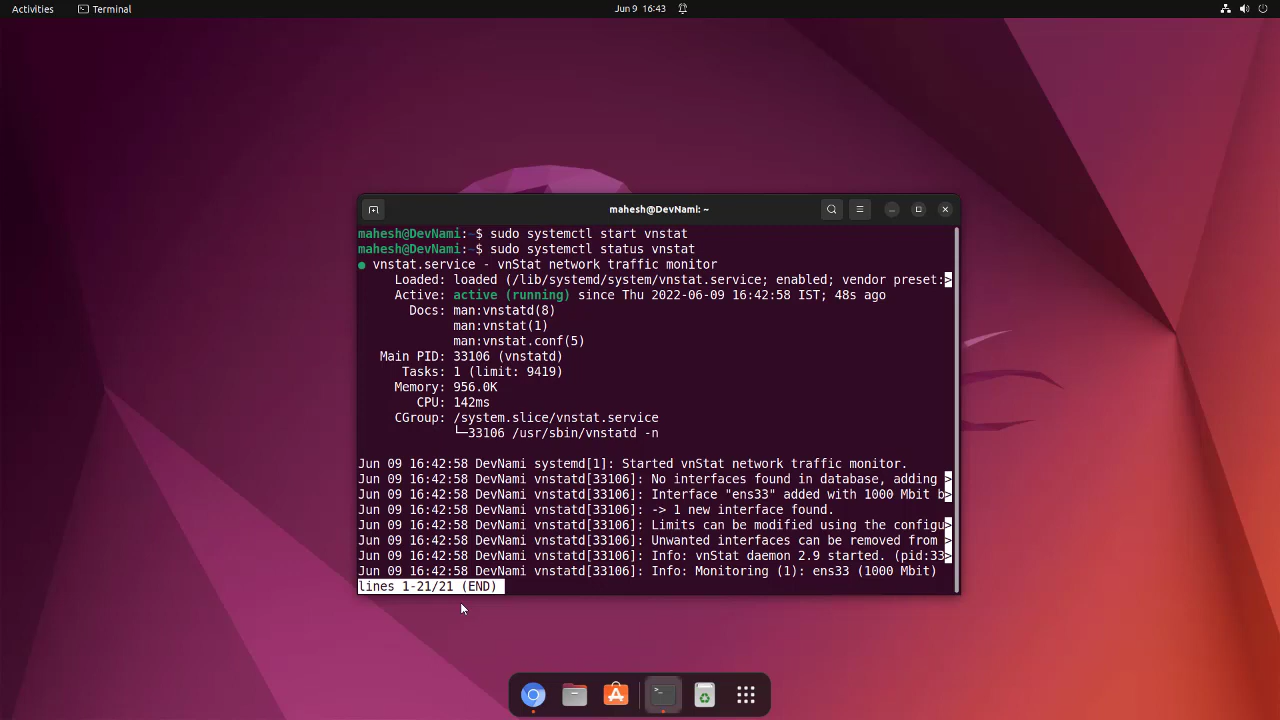 Activities
Terminal
Jun 9 16:43
mahesh@DevNami: ~
mahesh@DevNami:~$ sudo systemctl start vnstat
mahesh@DevNami:~$ sudo systemctl status vnstat
● vnstat.service - vnStat network traffic monitor
Loaded: loaded (/lib/systemd/system/vnstat.service; enabled; vendor preset:>
Active: active (running) since Thu 2022-06-09 16:42:58 IST; 48s ago
Docs: man:vnstatd(8)
man:vnstat(1)
man:vnstat.conf(5)
Main PID: 33106 (vnstatd)
Tasks: 1 (limit: 9419)
Memory: 956.0K
CPU: 142ms
CGroup: /system.slice/vnstat.service
└─33106 /usr/sbin/vnstatd -n
Jun 09 16:42:58 DevNami systemd[1]: Started vnStat network traffic monitor.
Jun 09 16:42:58 DevNami vnstatd[33106]: No interfaces found in database, adding >
Jun 09 16:42:58 DevNami vnstatd[33106]: Interface "ens33" added with 1000 Mbit b>
Jun 09 16:42:58 DevNami vnstatd[33106]: -> 1 new interface found.
Jun 09 16:42:58 DevNami vnstatd[33106]: Limits can be modified using the configu>
Jun 09 16:42:58 DevNami vnstatd[33106]: Unwanted interfaces can be removed from >
Jun 09 16:42:58 DevNami vnstatd[33106]: Info: vnStat daemon 2.9 started. (pid:33>
Jun 09 16:42:58 DevNami vnstatd[33106]: Info: Monitoring (1): ens33 (1000 Mbit)
lines 1-21/21 (END)